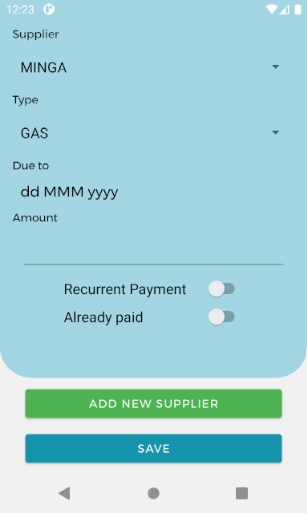 12:23
Supplier
MINGA
Type
GAS
Due to
dd MMM yyyy
Amount
Recurrent Payment
Already paid
ADD NEW SUPPLIER
SAVE